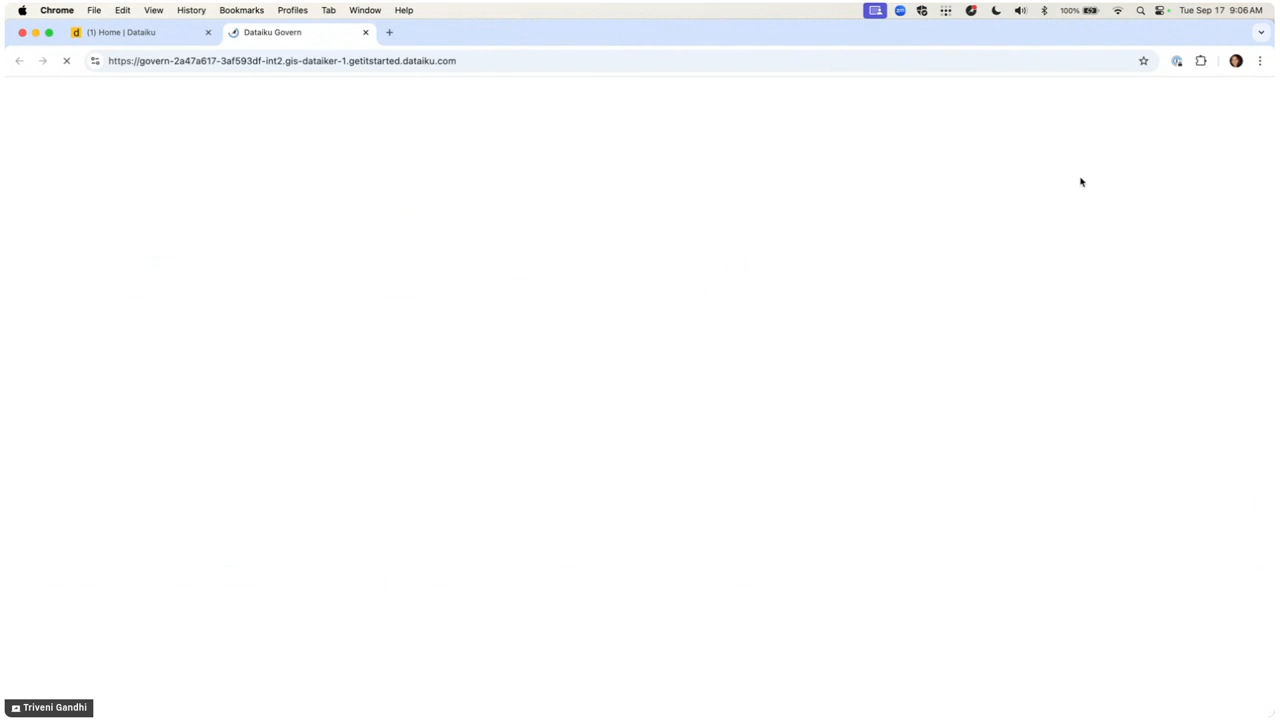 Chrome File Edit View History Bookmarks Profiles Tab Window Help 100% Tue Sep 17 9:06 AM
(1) Home | Dataiku Dataiku Govern
https://govern-2a47a617-3af593df-int2.gis-dataiker-1.getitstarted.dataiku.com
Triveni Gandhi